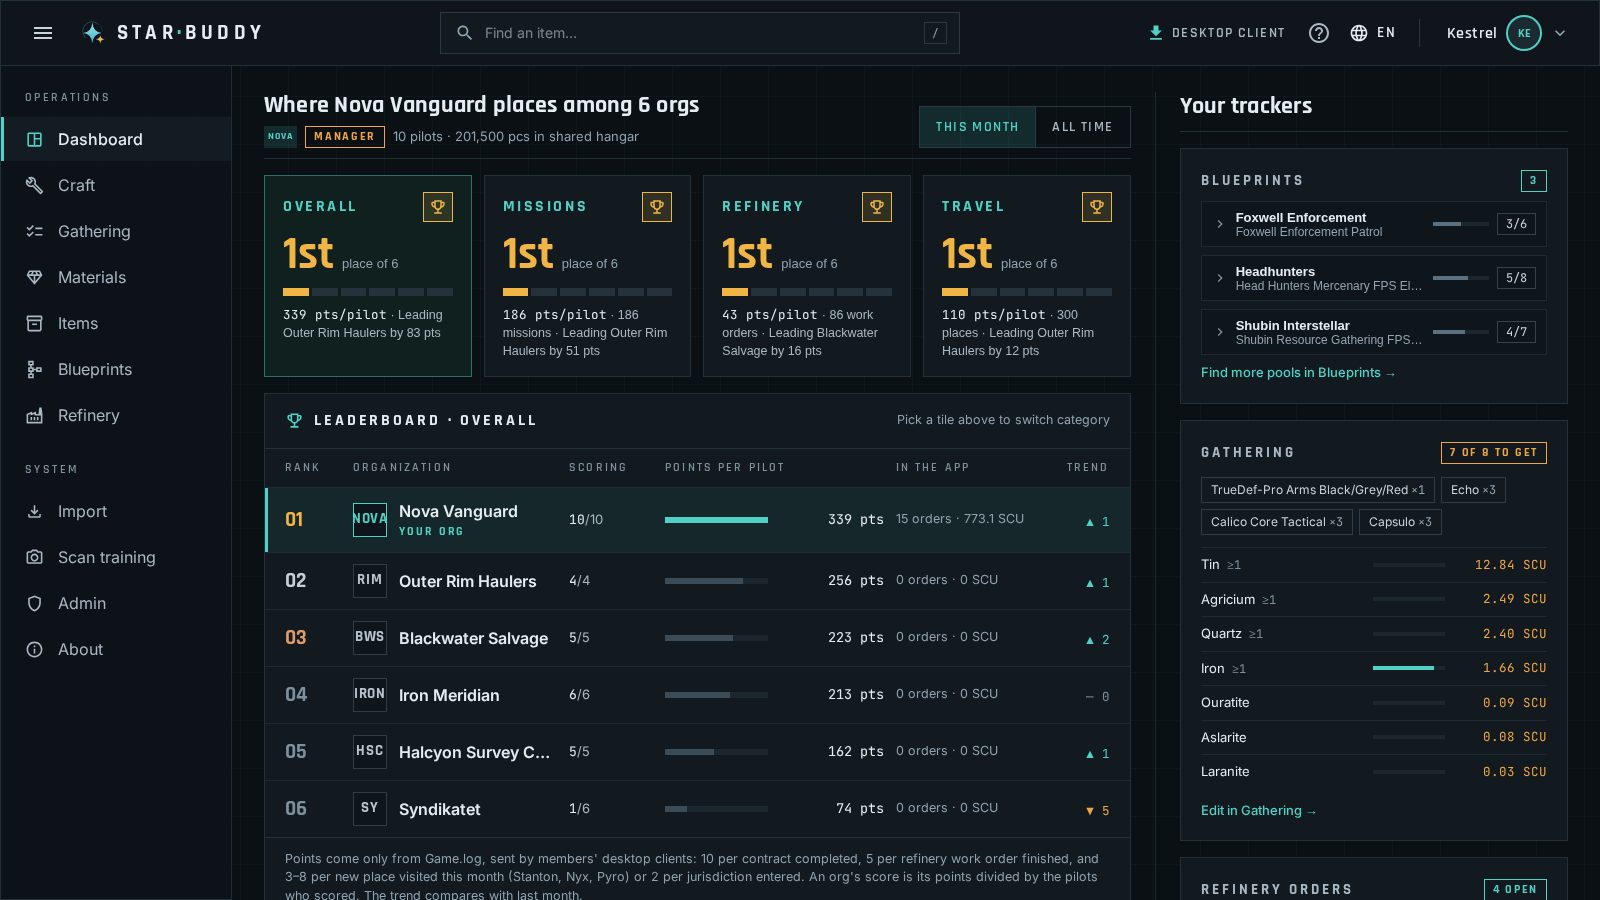 STAR·BUDDY
Find an item...
/
DESKTOP CLIENT
EN
Kestrel
KE
OPERATIONS
Dashboard
Craft
Gathering
Materials
Items
Blueprints
Refinery
SYSTEM
Import
Scan training
Admin
About
Where Nova Vanguard places among 6 orgs
NOVA
MANAGER
10 pilots · 201,500 pcs in shared hangar
THIS MONTH
ALL TIME
OVERALL
1st place of 6
339 pts/pilot · Leading
Outer Rim Haulers by 83 pts
MISSIONS
1st place of 6
186 pts/pilot · 186
missions · Leading Outer Rim
Haulers by 51 pts
REFINERY
1st place of 6
43 pts/pilot · 86 work
orders · Leading Blackwater
Salvage by 16 pts
TRAVEL
1st place of 6
110 pts/pilot · 300
places · Leading Outer Rim
Haulers by 12 pts
LEADERBOARD · OVERALL
Pick a tile above to switch category
RANK ORGANIZATION SCORING POINTS PER PILOT IN THE APP TREND
01 NOVA Nova Vanguard 10/10 339 pts 15 orders · 773.1 SCU ▲ 1
YOUR ORG
02 RIM Outer Rim Haulers 4/4 256 pts 0 orders · 0 SCU ▲ 1
03 BWS Blackwater Salvage 5/5 223 pts 0 orders · 0 SCU ▲ 2
04 IRON Iron Meridian 6/6 213 pts 0 orders · 0 SCU — 0
05 HSC Halcyon Survey C... 5/5 162 pts 0 orders · 0 SCU ▲ 1
06 SY Syndikatet 1/6 74 pts 0 orders · 0 SCU ▼ 5
Points come only from Game.log, sent by members' desktop clients: 10 per contract completed, 5 per refinery work order finished, and
3–8 per new place visited this month (Stanton, Nyx, Pyro) or 2 per jurisdiction entered. An org's score is its points divided by the pilots
who scored. The trend compares with last month.
Your trackers
BLUEPRINTS
3
Foxwell Enforcement
Foxwell Enforcement Patrol
3/6
Headhunters
Head Hunters Mercenary FPS El...
5/8
Shubin Interstellar
Shubin Resource Gathering FPS...
4/7
Find more pools in Blueprints →
GATHERING
7 OF 8 TO GET
TrueDef-Pro Arms Black/Grey/Red ×1
Echo ×3
Calico Core Tactical ×3
Capsulo ×3
Tin ≥1 12.84 SCU
Agricium ≥1 2.49 SCU
Quartz ≥1 2.40 SCU
Iron ≥1 1.66 SCU
Ouratite 0.09 SCU
Aslarite 0.08 SCU
Laranite 0.03 SCU
Edit in Gathering →
REFINERY ORDERS
4 OPEN